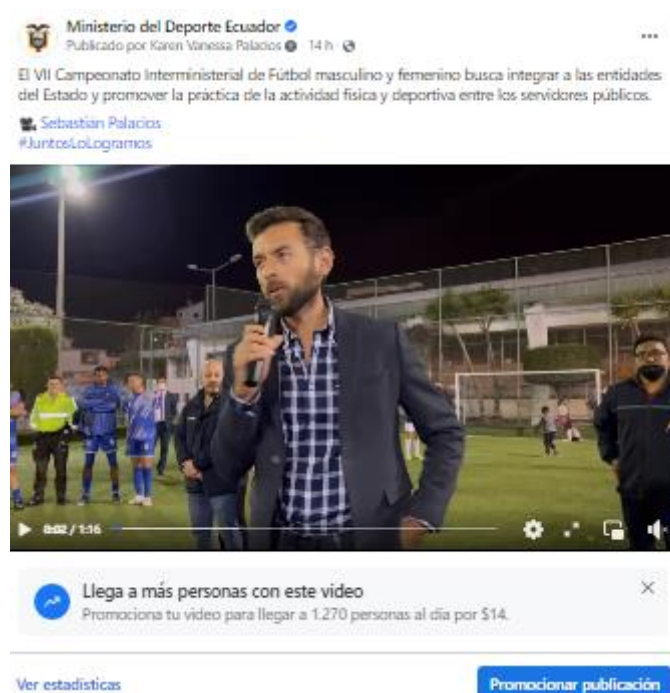 Ministerio del Deporte Ecuador
Publicado por Karen Vanessa Palacios · 14 h ·
El VII Campeonato Interministerial de Fútbol masculino y femenino busca integrar a las entidades
del Estado y promover la práctica de la actividad física y deportiva entre los servidores públicos.
Sebastián Palacios
#JuntosLoLogramos
0:02 / 1:16
Llega a más personas con este video
Promociona tu video para llegar a 1.270 personas al día por $14.
Ver estadísticas
Promocionar publicación